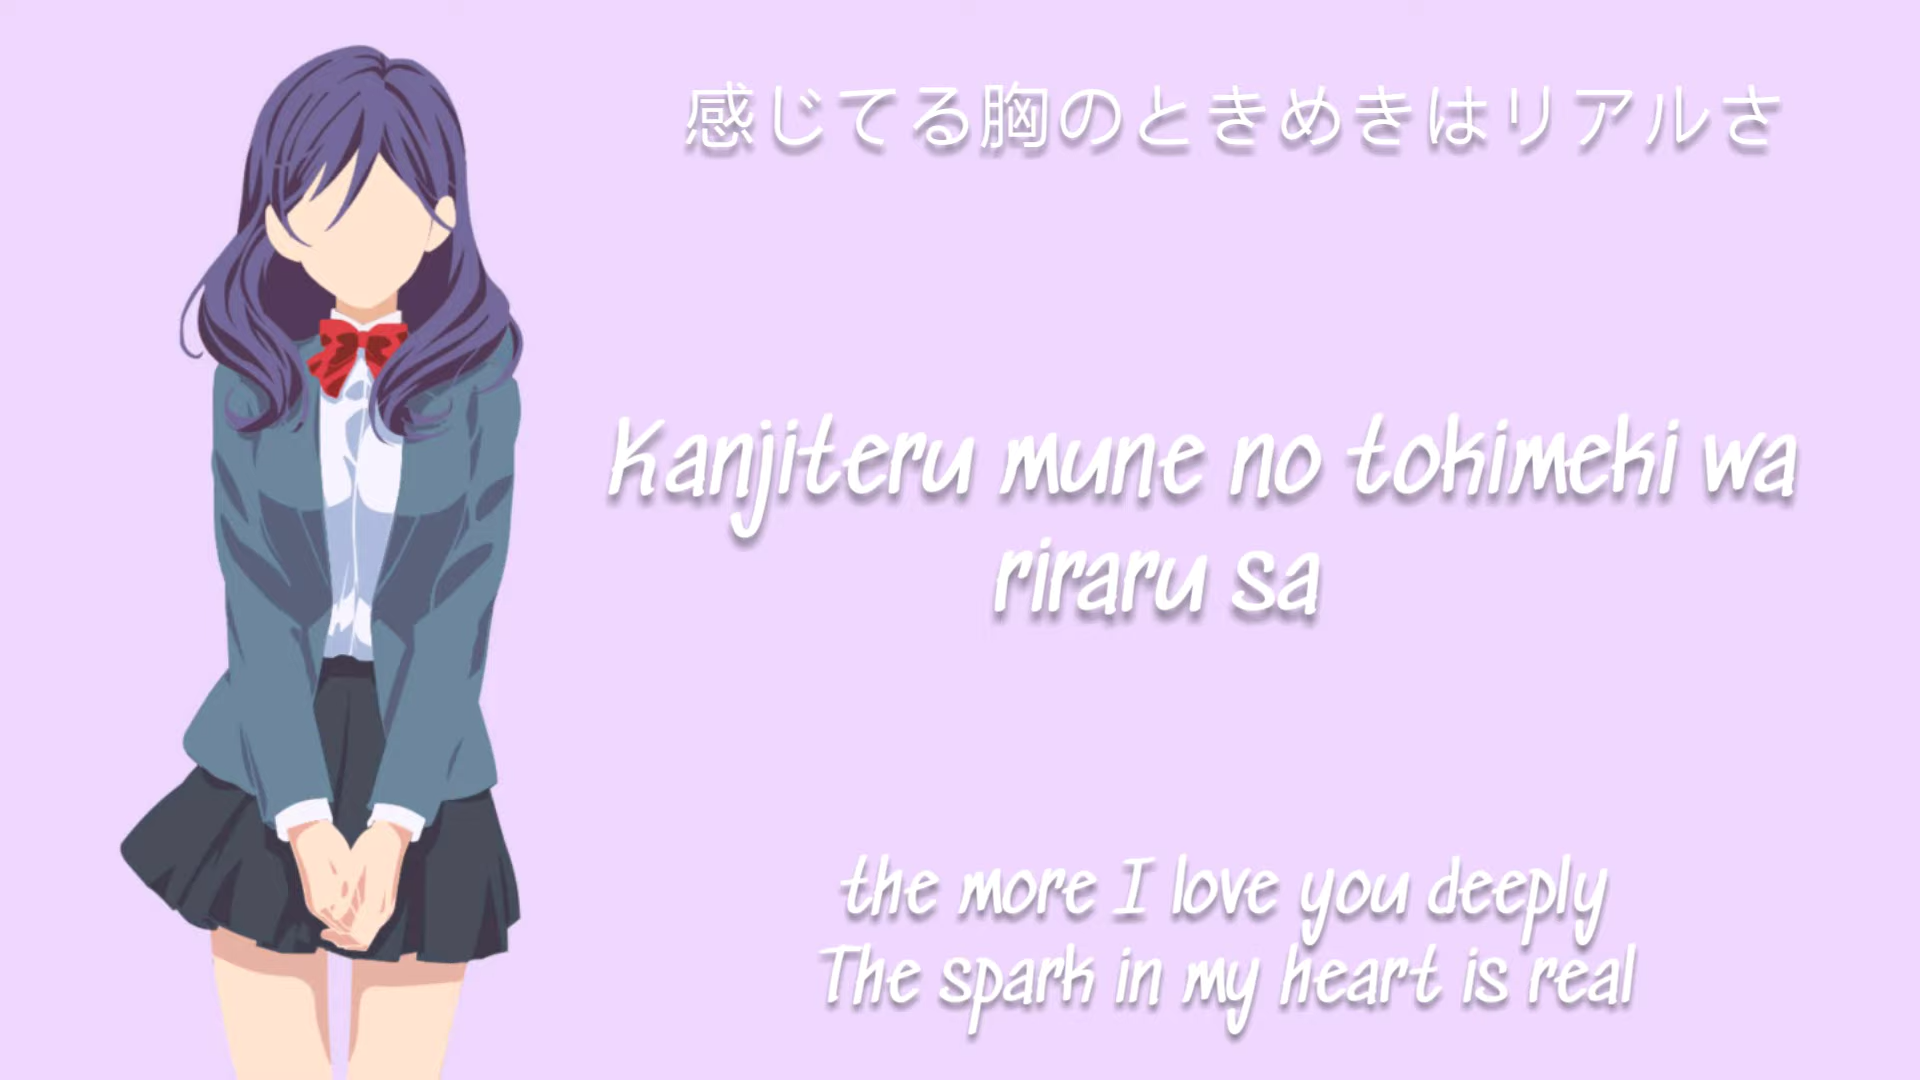 感じてる胸のときめきはリアルさ
Kanjiteru mune no tokimeki wa
riraru sa
the more I love you deeply
The spark in my heart is real